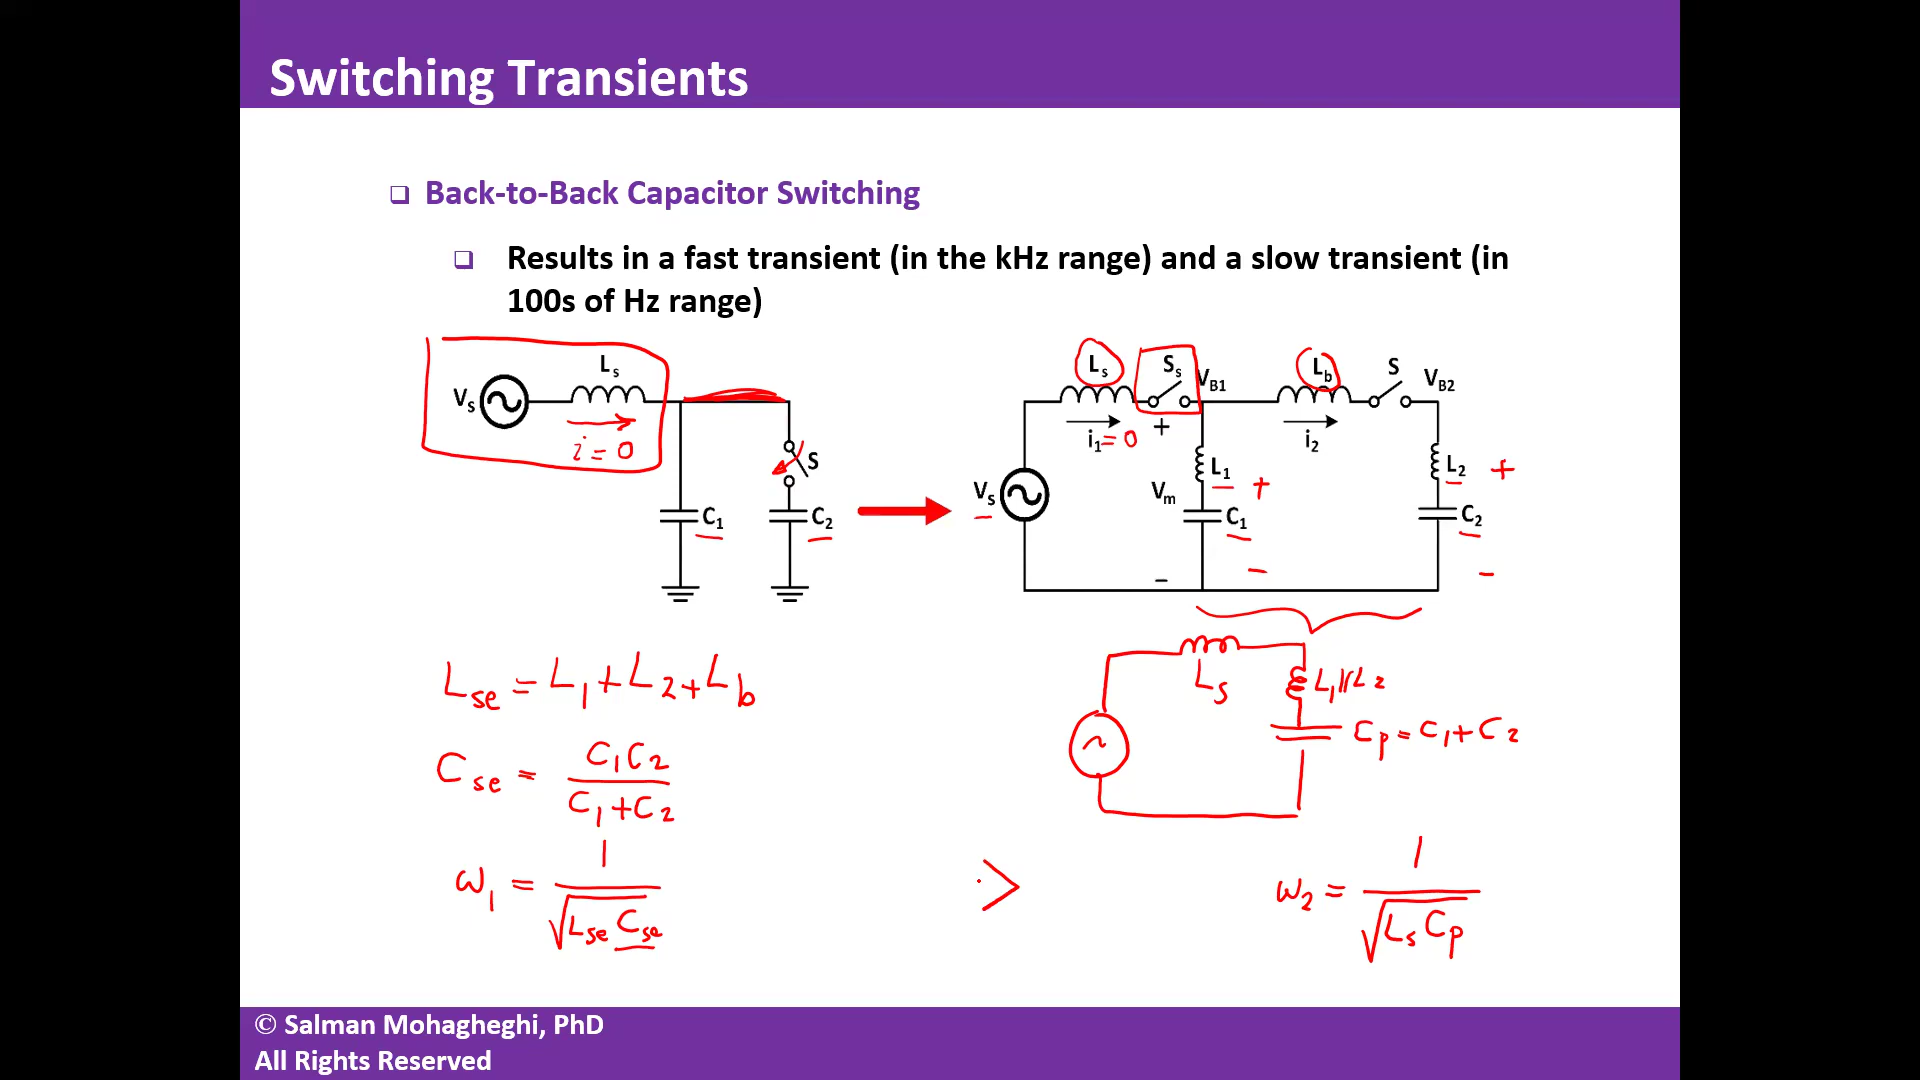 Switching Transients
❑ Back-to-Back Capacitor Switching
❑ Results in a fast transient (in the kHz range) and a slow transient (in
100s of Hz range)
Vs Ls
i = 0
S
C1 C2
Ls Ss VB1 Lb S VB2
i1 = 0 + i2
Vs Vm L1 + L2 +
C1 C2
- - -
Lse = L1 + L2 + Lb
Ls L1||L2
Cp = C1 + C2
Cse = C1C2 / C1 + C2
ω1 = 1 / √Lse Cse > ω2 = 1 / √Ls Cp
© Salman Mohagheghi, PhD
All Rights Reserved